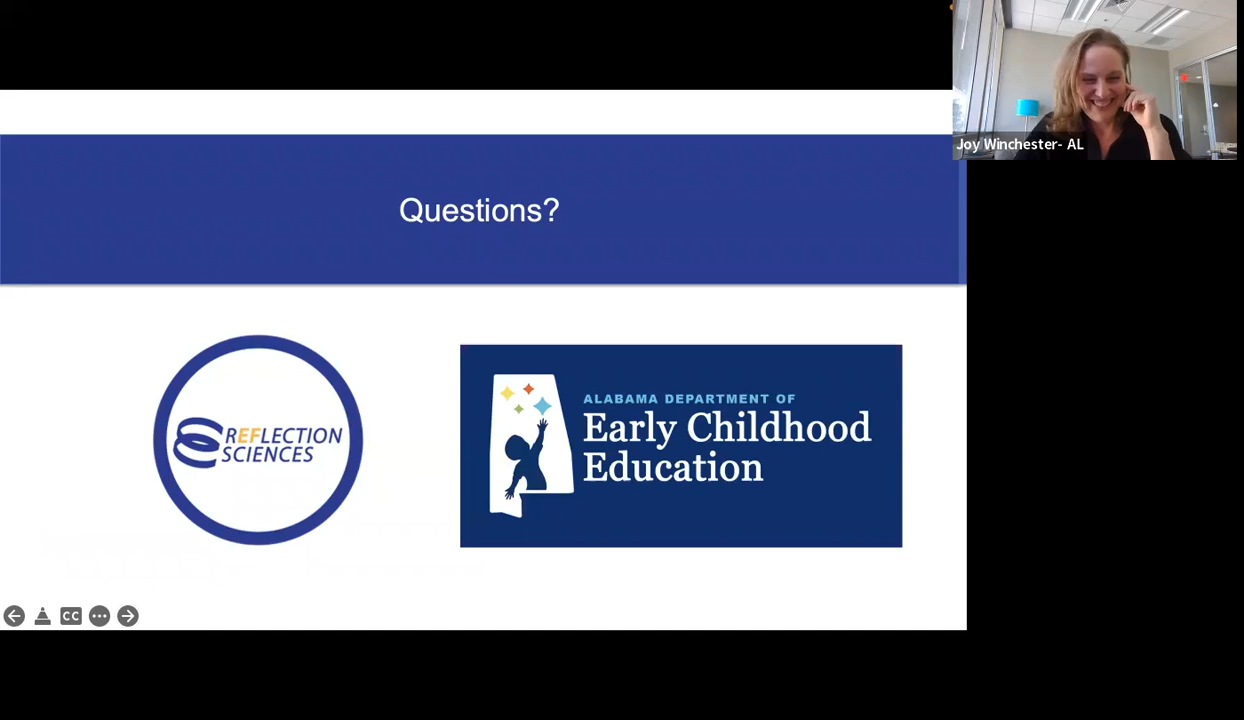 Joy Winchester- AL
Questions?
REFLECTION
SCIENCES
ALABAMA DEPARTMENT OF
Early Childhood
Education
CC